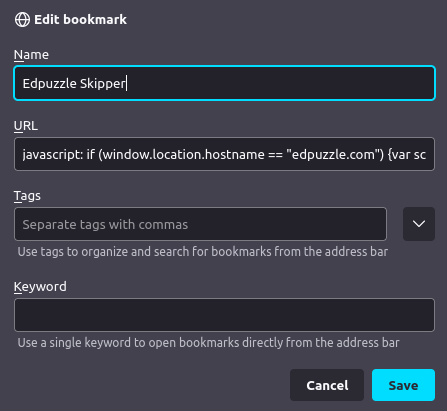 Edit bookmark
Name
Edpuzzle Skipper
URL
javascript: if (window.location.hostname == "edpuzzle.com") {var sc
Tags
Separate tags with commas
Use tags to organize and search for bookmarks from the address bar
Keyword
Use a single keyword to open bookmarks directly from the address bar
Cancel
Save